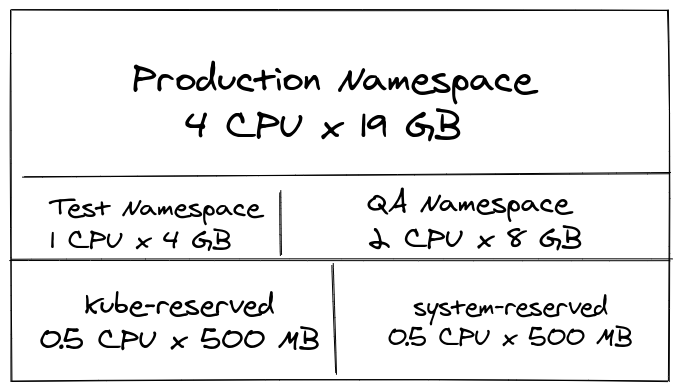 Production Namespace
4 CPU x 19 GB
Test Namespace
1 CPU x 4 GB
QA Namespace
2 CPU x 8 GB
kube-reserved
0.5 CPU x 500 MB
system-reserved
0.5 CPU x 500 MB